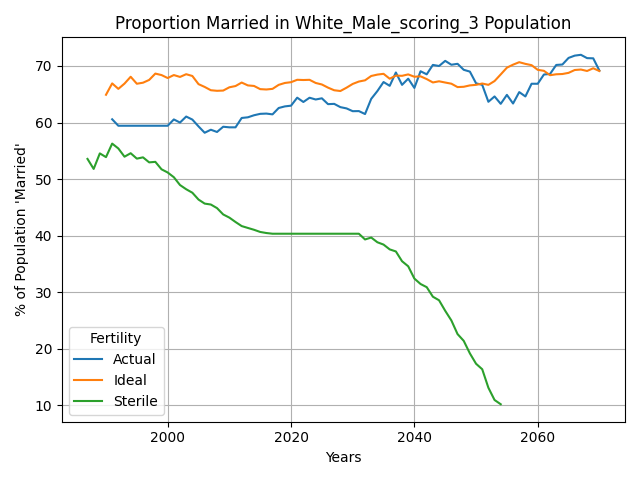 Proportion Married in White_Male_scoring_3 Population
% of Population 'Married'
70
60
50
40
30
20
10
Fertility
Actual
Ideal
Sterile
2000 2020 2040 2060
Years